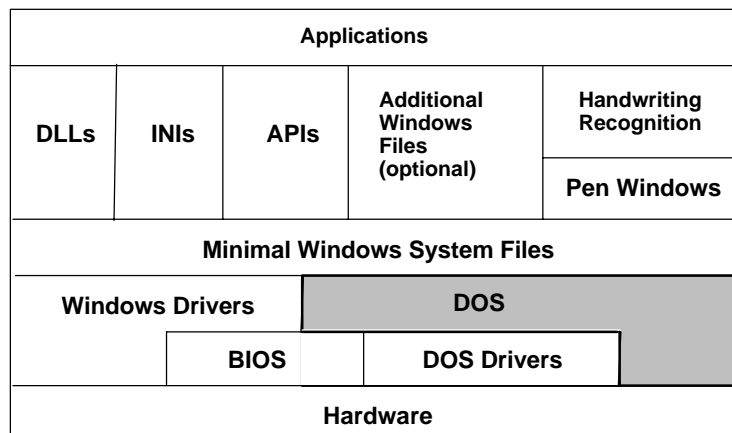 Applications
DLLs
INIs
APIs
Additional
Windows
Files
(optional)
Handwriting
Recognition
Pen Windows
Minimal Windows System Files
Windows Drivers
DOS
BIOS
DOS Drivers
Hardware